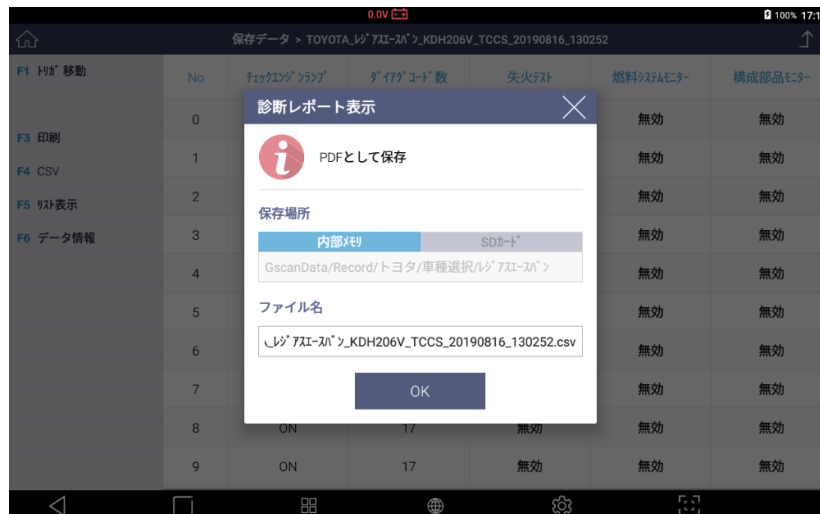 0.0V
100% 17:1
保存データ > TOYOTA_ﾚｼﾞｱｽｴｰｽﾊﾞﾝ_KDH206V_TCCS_20190816_130252
F1 ﾄﾘｶﾞ移動
F3 印刷
F4 CSV
F5 ﾘｽﾄ表示
F6 データ情報
No ﾁｪｯｸｴﾝｼﾞﾝﾗﾝﾌﾟ ﾀﾞｲｱｸﾞｺｰﾄﾞ数 失火ﾃｽﾄ 燃料ｼｽﾃﾑﾓﾆﾀｰ 構成部品ﾓﾆﾀｰ
0 無効 無効
1 無効 無効
2 無効 無効
3 無効 無効
4 無効 無効
5 無効 無効
6 無効 無効
7 無効 無効
8 ON 17 無効 無効 無効
9 ON 17 無効 無効 無効
診断レポート表示
PDFとして保存
保存場所
内部ﾒﾓﾘ SDｶｰﾄﾞ
GscanData/Record/トヨタ/車種選択/ﾚｼﾞｱｽｴｰｽﾊﾞﾝ
ファイル名
_ﾚｼﾞｱｽエースﾊﾞﾝ_KDH206V_TCCS_20190816_130252.csv
OK